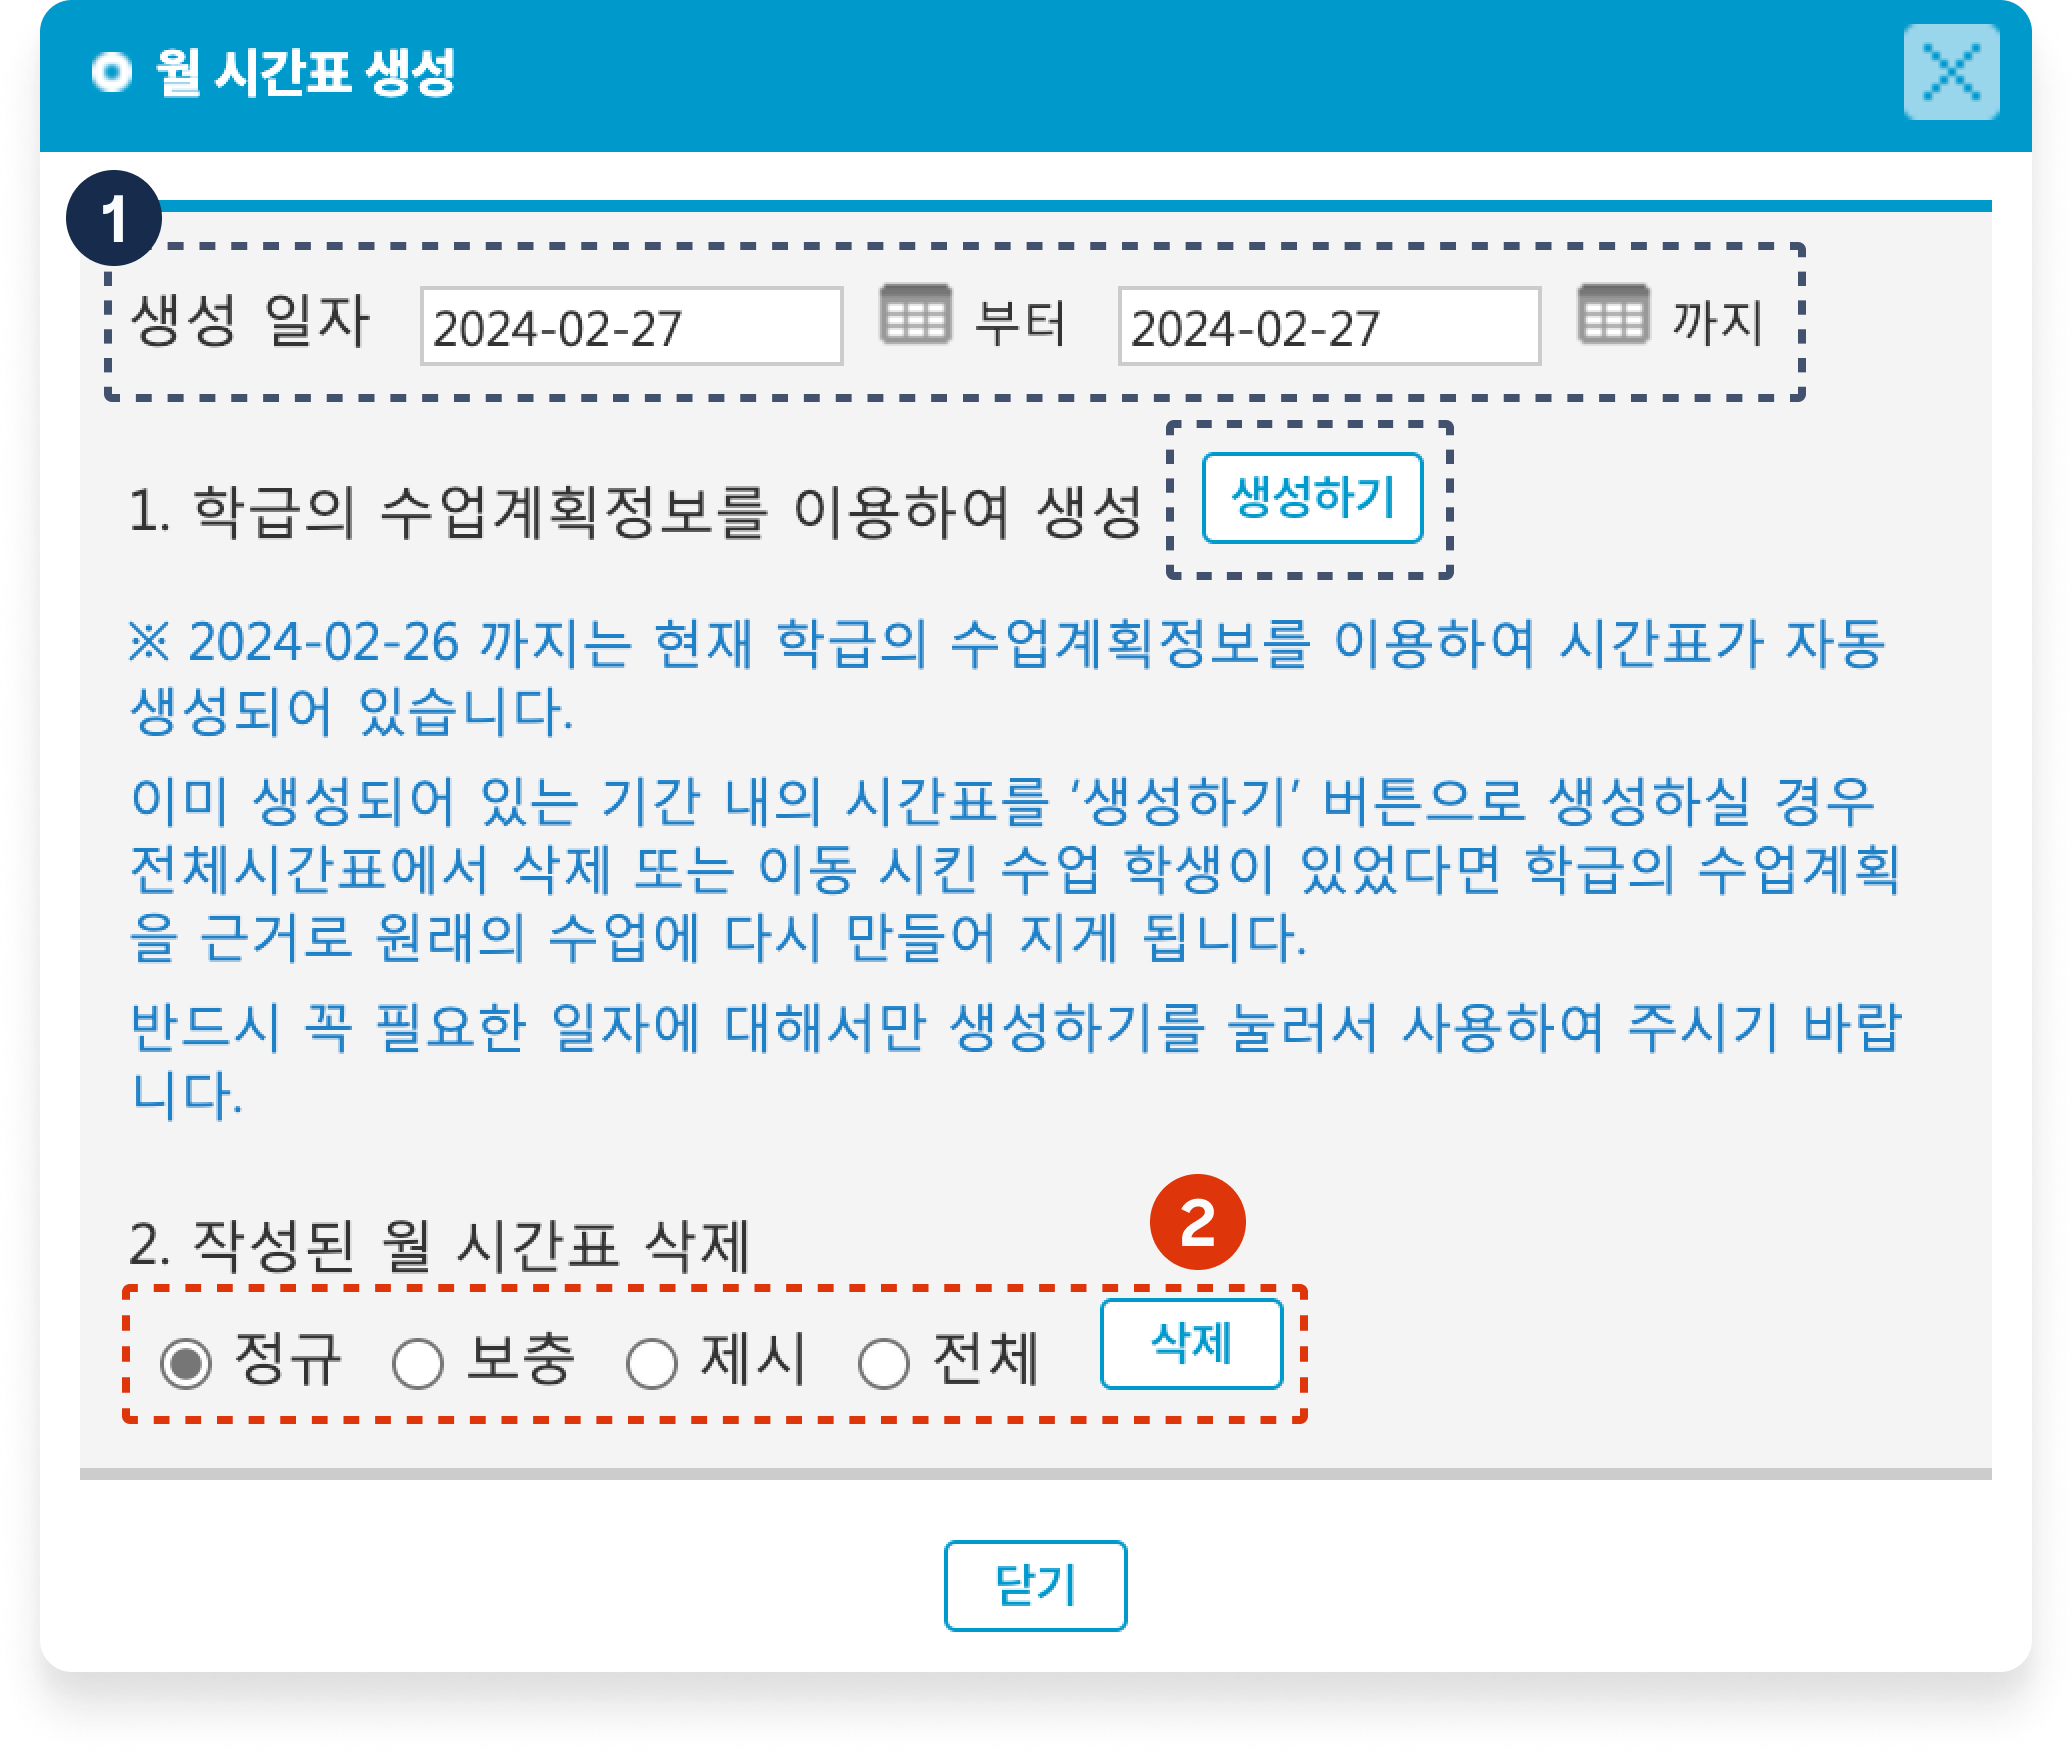 월 시간표 생성
1
생성 일자 2024-02-27 부터 2024-02-27 까지
1. 학급의 수업계획정보를 이용하여 생성 생성하기
※ 2024-02-26 까지는 현재 학급의 수업계획정보를 이용하여 시간표가 자동
생성되어 있습니다.
이미 생성되어 있는 기간 내의 시간표를 ‘생성하기’ 버튼으로 생성하실 경우
전체시간표에서 삭제 또는 이동 시킨 수업 학생이 있었다면 학급의 수업계획
을 근거로 원래의 수업에 다시 만들어 지게 됩니다.
반드시 꼭 필요한 일자에 대해서만 생성하기를 눌러서 사용하여 주시기 바랍
니다.
2
2. 작성된 월 시간표 삭제
정규 보충 제시 전체 삭제
닫기